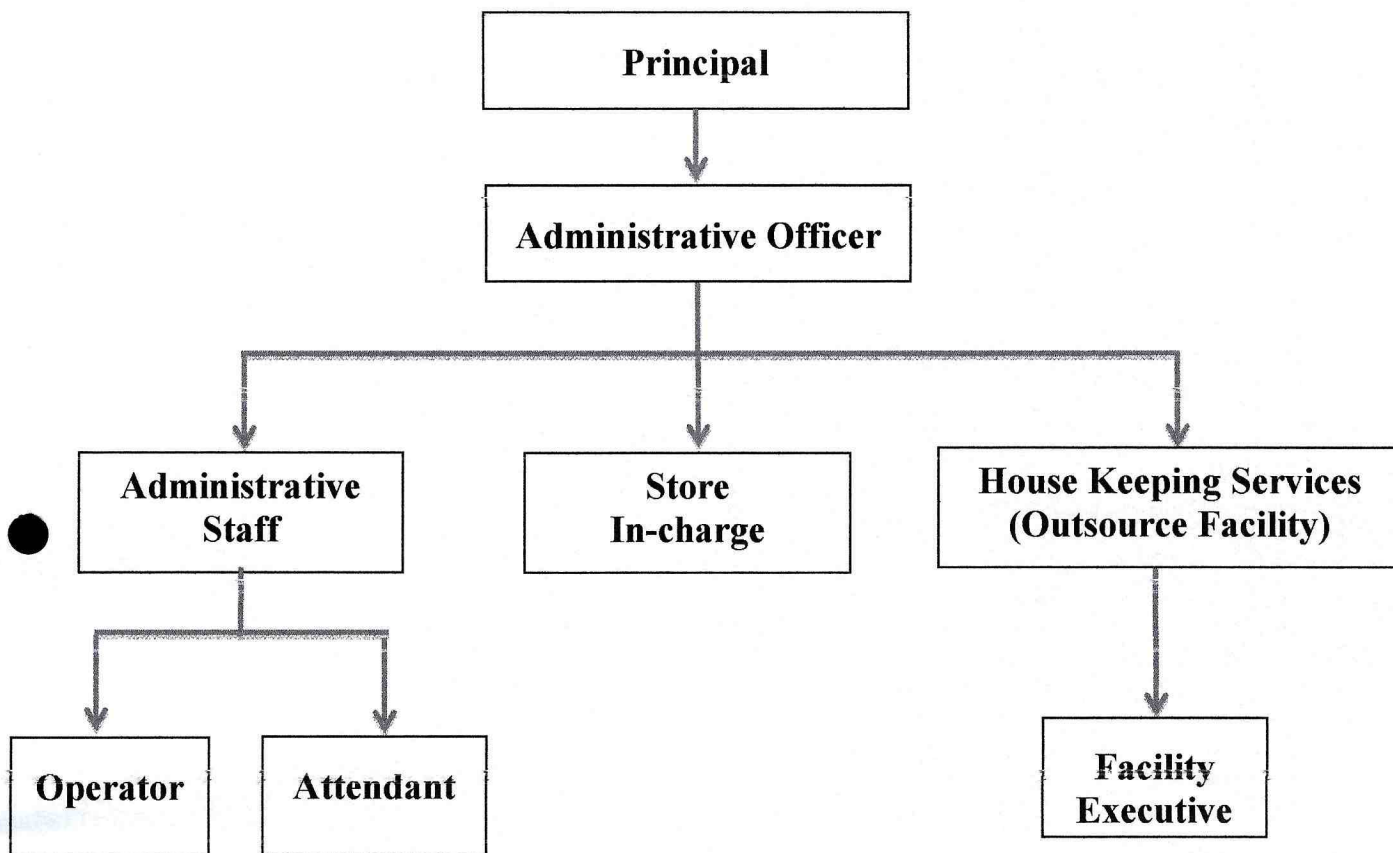 Principal
Administrative Officer
Administrative
Staff
Store
In-charge
House Keeping Services
(Outsource Facility)
Operator
Attendant
Facility
Executive